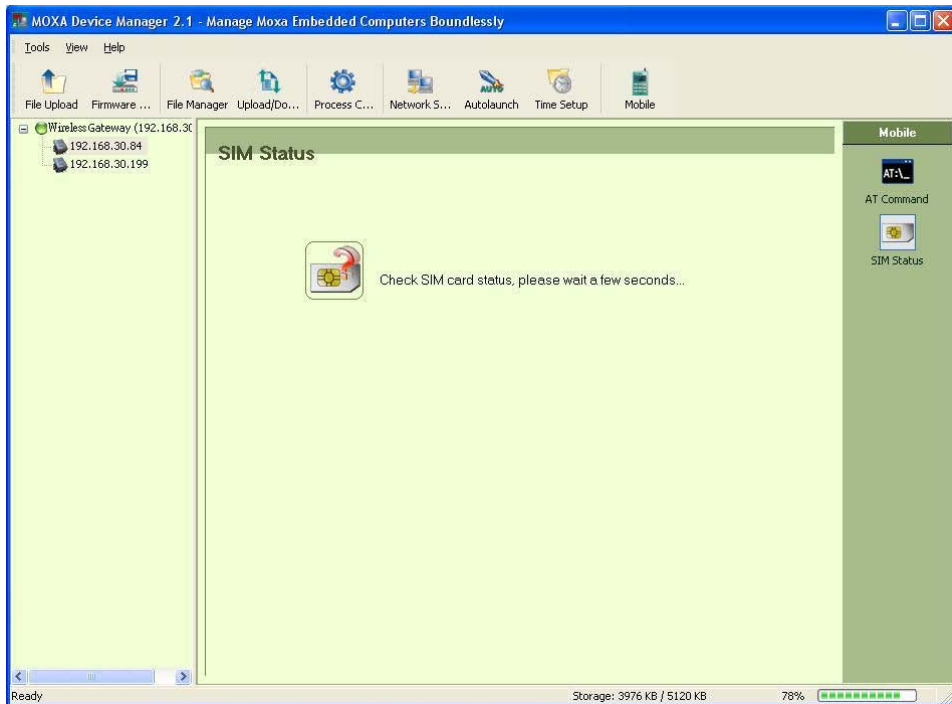 MOXA Device Manager 2.1 - Manage Moxa Embedded Computers Boundlessly
Tools View Help
File Upload Firmware ... File Manager Upload/Do... Process C... Network S... Autolaunch Time Setup Mobile
Wireless Gateway (192.168.30
192.168.30.84
192.168.30.199
SIM Status
Check SIM card status, please wait a few seconds...
Mobile
AT:\_
AT Command
SIM Status
Ready Storage: 3976 KB / 5120 KB 78%